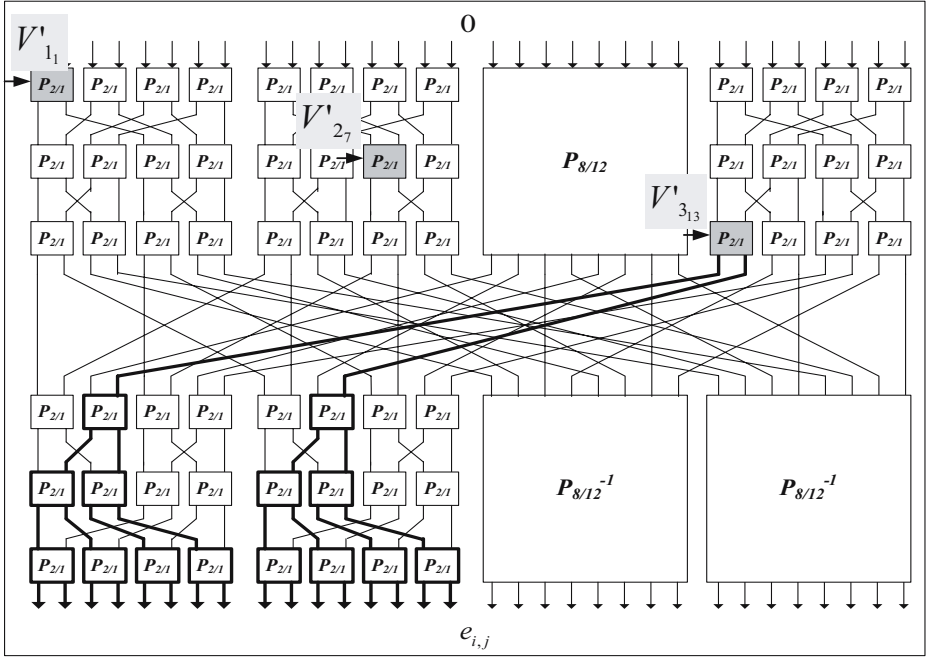 0
V'1₁
P2/1 P2/1 P2/1 P2/1 P2/1 P2/1 P2/1 P2/1 P2/1 P2/1 P2/1 P2/1
V'2₇
P2/1 P2/1 P2/1 P2/1 P2/1 P2/1 P2/1 P2/1 P8/12 P2/1 P2/1 P2/1 P2/1
V'3₁₃
P2/1 P2/1 P2/1 P2/1 P2/1 P2/1 P2/1 P2/1 P2/1 P2/1 P2/1 P2/1
P2/1 P2/1 P2/1 P2/1 P2/1 P2/1 P2/1 P2/1
P2/1 P2/1 P2/1 P2/1 P2/1 P2/1 P2/1 P2/1 P8/12⁻¹ P8/12⁻¹
P2/1 P2/1 P2/1 P2/1 P2/1 P2/1 P2/1 P2/1
e i,j